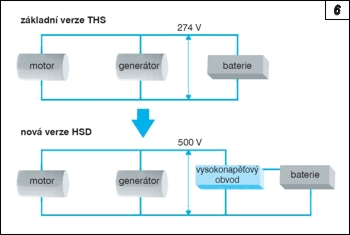 6
základní verze THS
274 V
motor
generátor
baterie
nová verze HSD
500 V
motor
generátor
vysokonapěťový
obvod
baterie